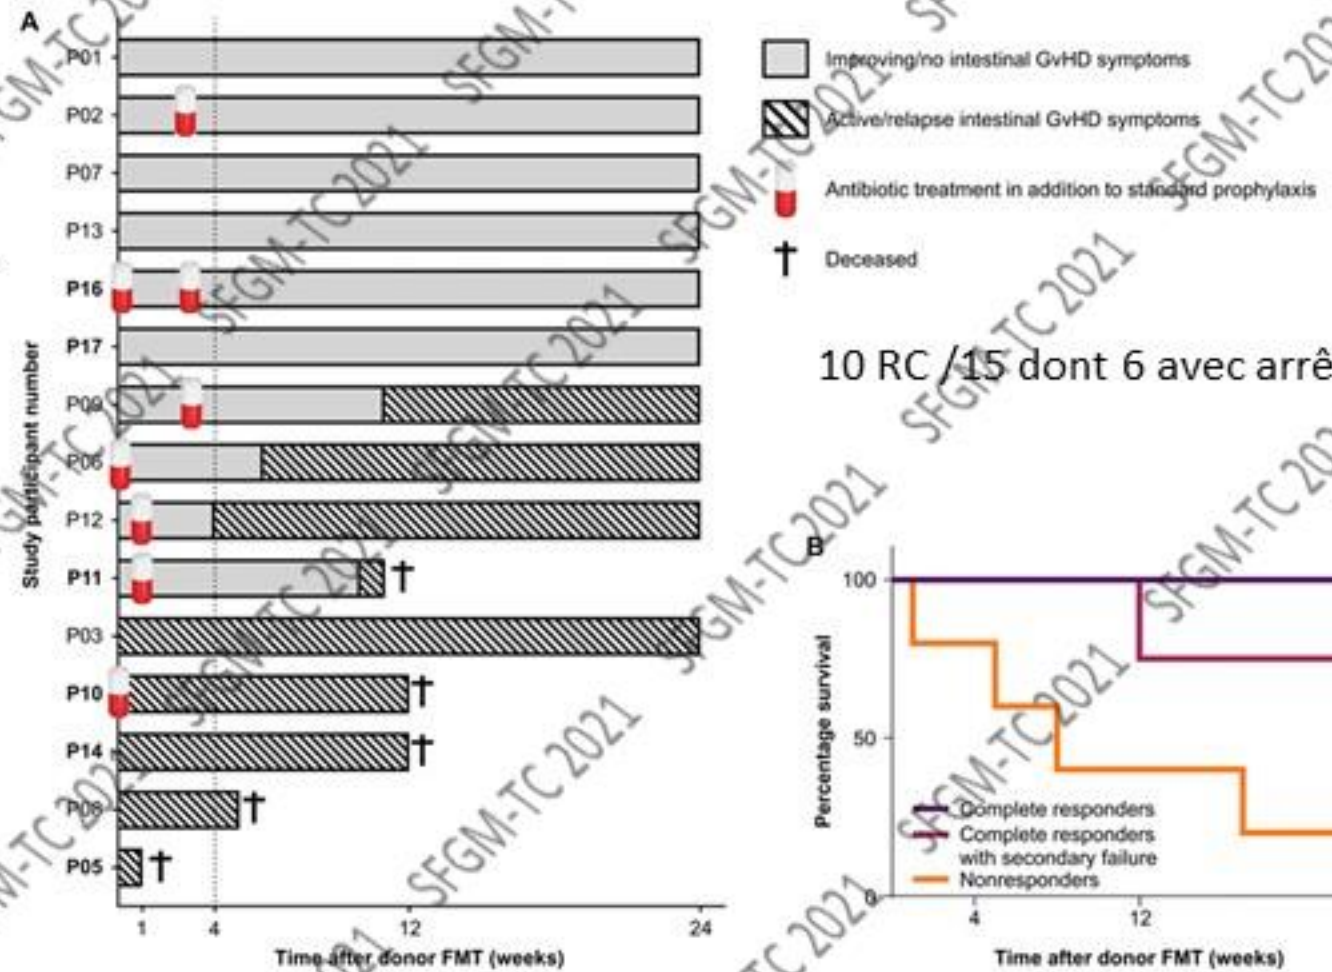 A
P01
P02
P07
P13
P16
P17
P09
P06
P12
P11
P03
P10
P14
P08
P05
Study participant number
1 4 12 24
Time after donor FMT (weeks)
Improving/no intestinal GvHD symptoms
Active/relapse intestinal GvHD symptoms
Antibiotic treatment in addition to standard prophylaxis
Deceased
10 RC /15 dont 6 avec arrê
B
Percentage survival
100
50
0
Complete responders
Complete responders
with secondary failure
Nonresponders
4 12
Time after donor FMT (weeks)
SFGM-TC 2021